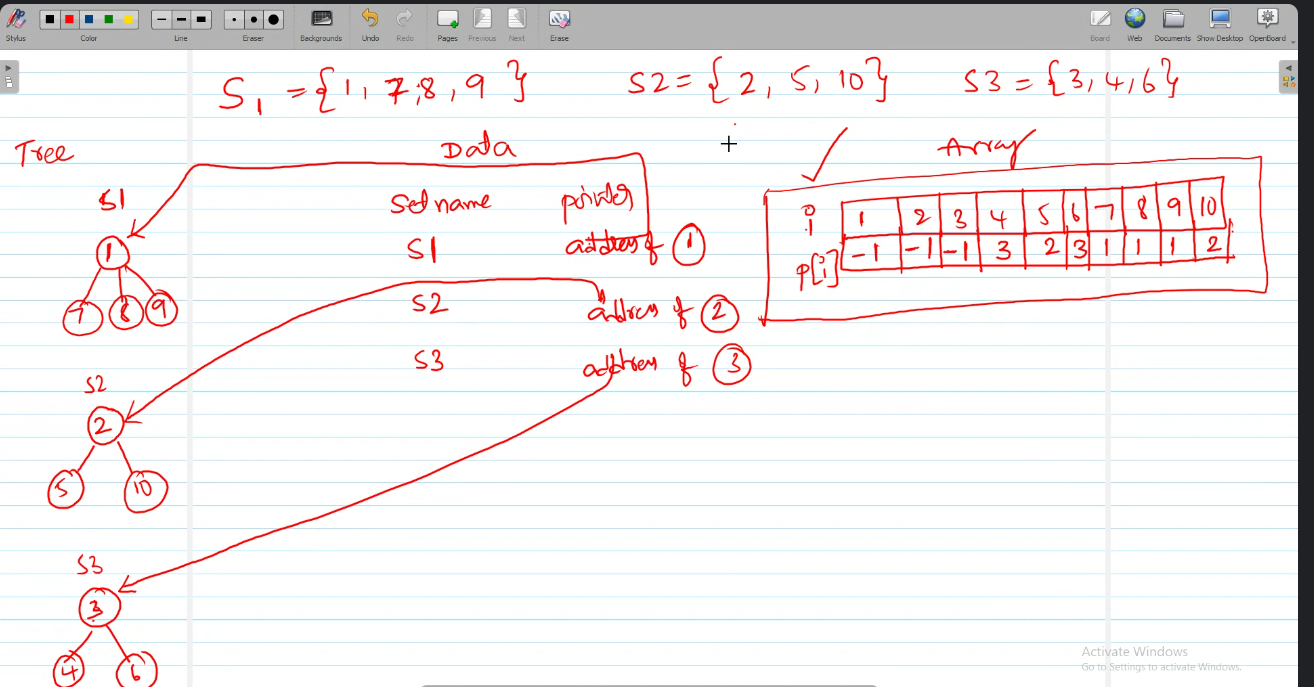 Stylus Color Line Eraser Backgrounds Undo Redo Pages Previous Next Erase Board Web Documents Show Desktop OpenBoard
S1 = {1, 7, 8, 9} S2 = {2, 5, 10} S3 = {3, 4, 6}
Tree Data Array
S1 Set name pointer i 1 2 3 4 5 6 7 8 9 10
1 S1 address of 1 p[i] -1 -1 -1 3 2 3 1 1 1 2
7 8 9 S2 address of 2
S3 address of 3
S2
2
5 10
S3
3
4 6
Activate Windows
Go to Settings to activate Windows.